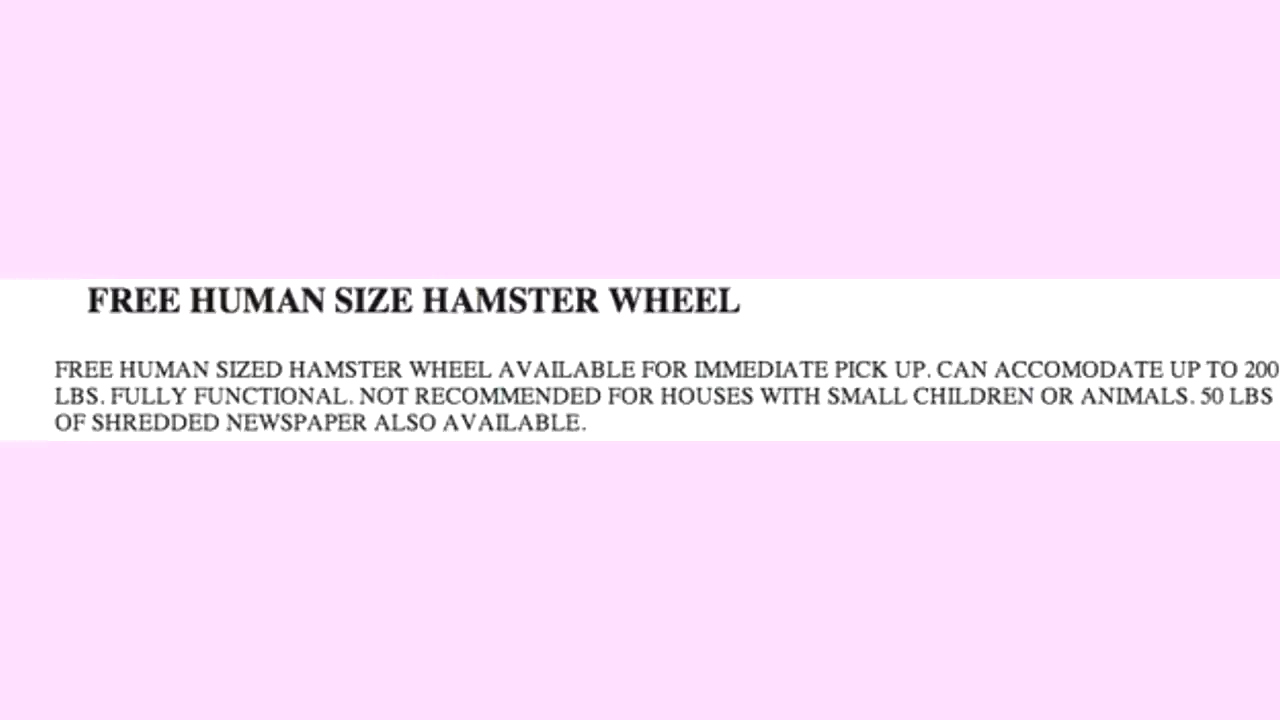 FREE HUMAN SIZE HAMSTER WHEEL
FREE HUMAN SIZED HAMSTER WHEEL AVAILABLE FOR IMMEDIATE PICK UP. CAN ACCOMODATE UP TO 200
LBS. FULLY FUNCTIONAL. NOT RECOMMENDED FOR HOUSES WITH SMALL CHILDREN OR ANIMALS. 50 LBS
OF SHREDDED NEWSPAPER ALSO AVAILABLE.